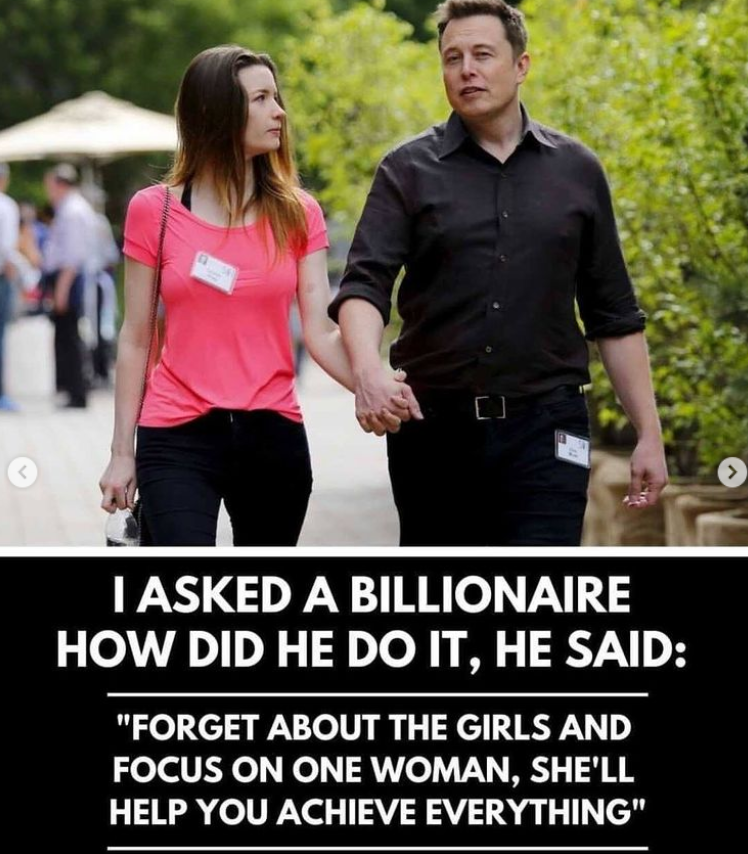 I ASKED A BILLIONAIRE
HOW DID HE DO IT, HE SAID:
"FORGET ABOUT THE GIRLS AND
FOCUS ON ONE WOMAN, SHE'LL
HELP YOU ACHIEVE EVERYTHING"